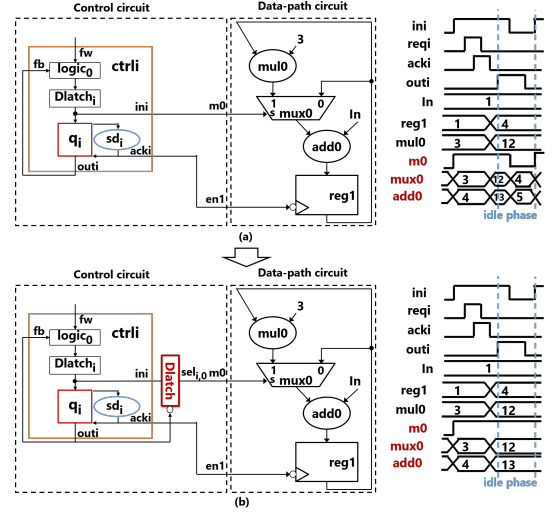 Control circuit
Data-path circuit
fw
fb
logic0
ctrli
Dlatchi
ini
m0
qi
sdi
acki
outi
en1
mul0
3
1
0
s
mux0
In
add0
reg1
ini
reqi
acki
outi
In
1
reg1
1
4
mul0
3
12
m0
mux0
3
12
4
add0
4
13
5
idle phase
(a)
Control circuit
Data-path circuit
fw
fb
logic0
ctrli
Dlatchi
ini
Dlatch
seli,0 m0
qi
sdi
acki
outi
en1
mul0
3
1
0
s
mux0
In
add0
reg1
ini
reqi
acki
outi
In
1
reg1
1
4
mul0
3
12
m0
mux0
3
12
add0
4
13
idle phase
(b)